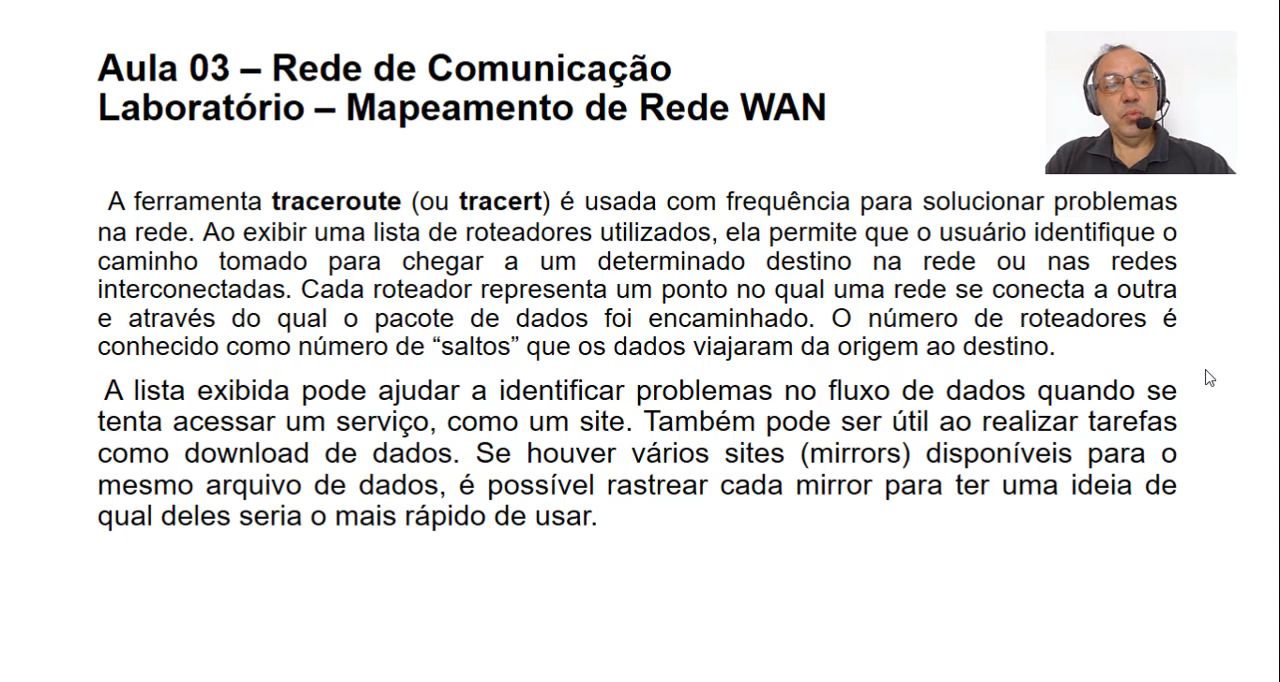 Aula 03 – Rede de Comunicação
Laboratório – Mapeamento de Rede WAN
A ferramenta traceroute (ou tracert) é usada com frequência para solucionar problemas
na rede. Ao exibir uma lista de roteadores utilizados, ela permite que o usuário identifique o
caminho tomado para chegar a um determinado destino na rede ou nas redes
interconectadas. Cada roteador representa um ponto no qual uma rede se conecta a outra
e através do qual o pacote de dados foi encaminhado. O número de roteadores é
conhecido como número de “saltos” que os dados viajaram da origem ao destino.
A lista exibida pode ajudar a identificar problemas no fluxo de dados quando se
tenta acessar um serviço, como um site. Também pode ser útil ao realizar tarefas
como download de dados. Se houver vários sites (mirrors) disponíveis para o
mesmo arquivo de dados, é possível rastrear cada mirror para ter uma ideia de
qual deles seria o mais rápido de usar.